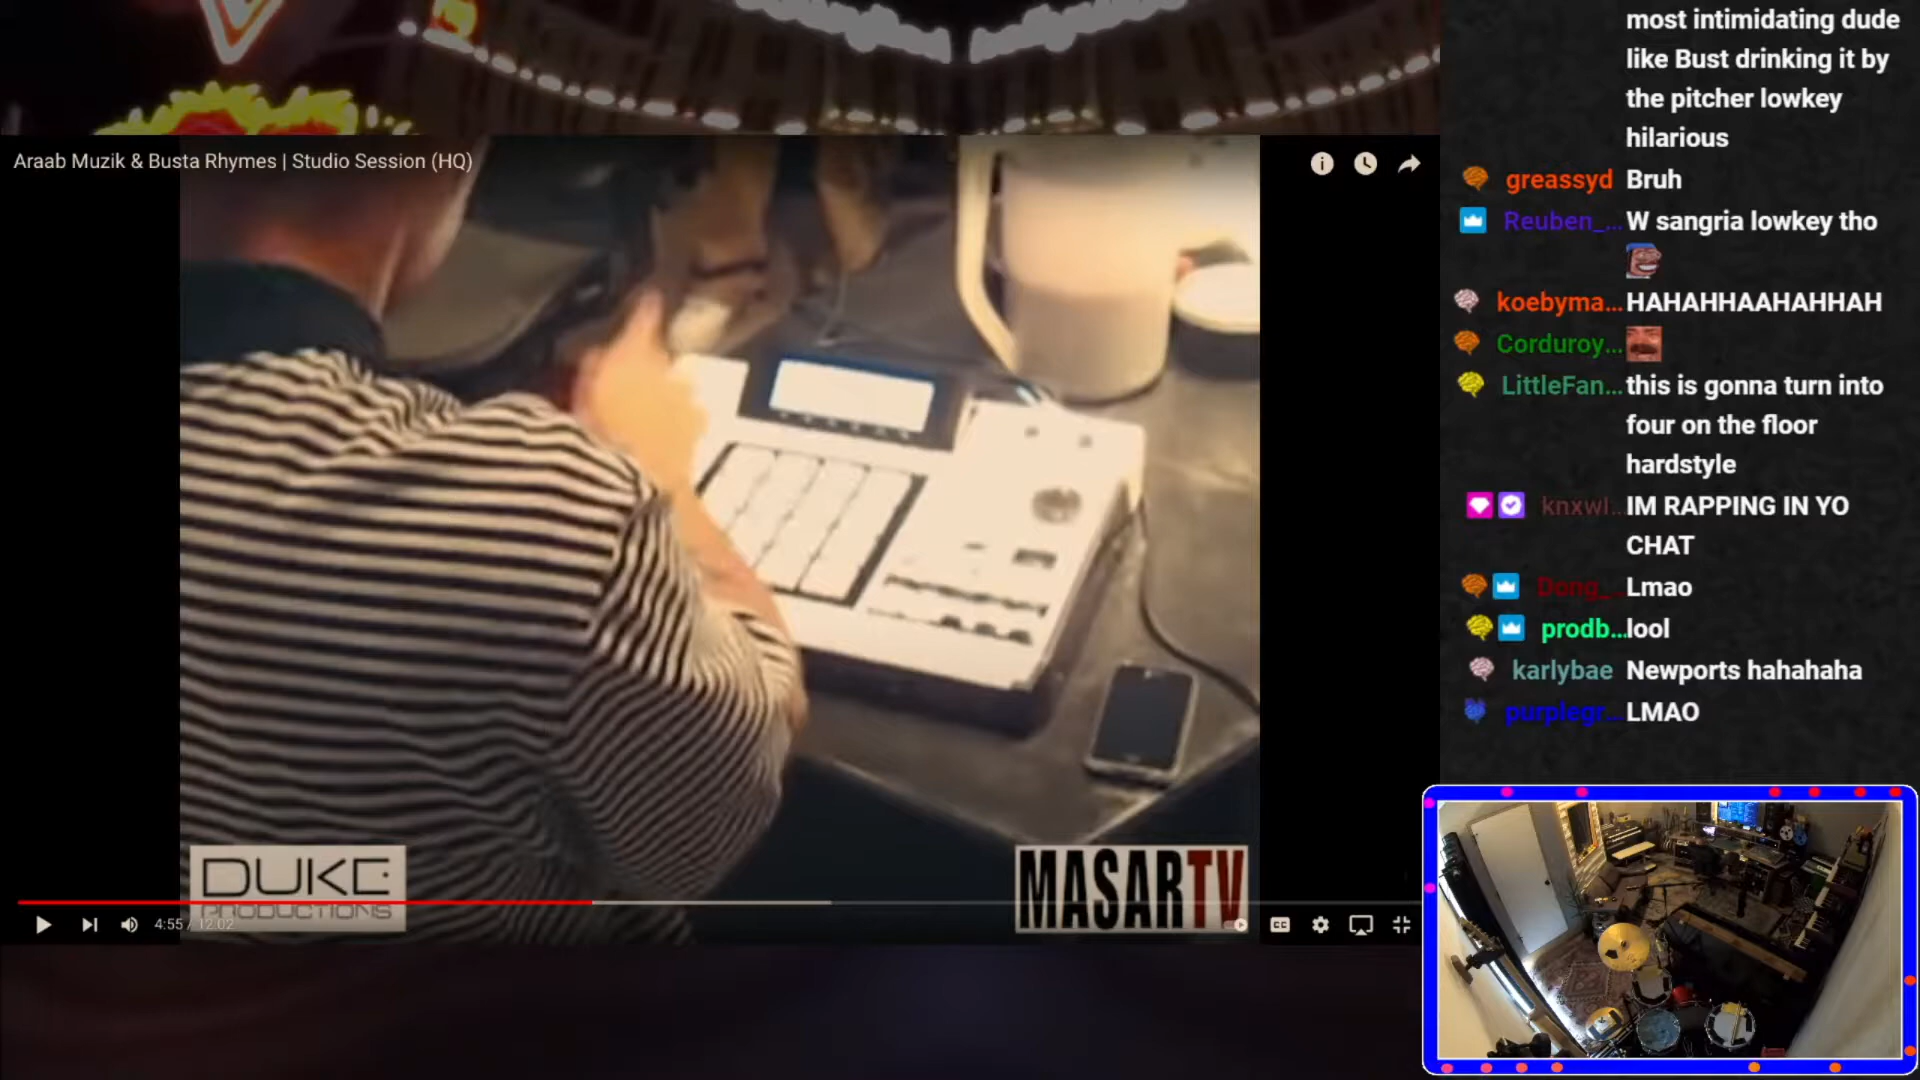 Araab Muzik & Busta Rhymes | Studio Session (HQ)
DUKE
PRODUCTIONS
MASARTV
4:55 / 12:02
CC
most intimidating dude
like Bust drinking it by
the pitcher lowkey
hilarious
greassyd Bruh
Reuben_... W sangria lowkey tho
koebyma... HAHAHHAAHAHHAH
Corduroy...
LittleFan... this is gonna turn into
four on the floor
hardstyle
knxwl... IM RAPPING IN YO
CHAT
Dong_... Lmao
prodb... lool
karlybae Newports hahahaha
purplegr... LMAO